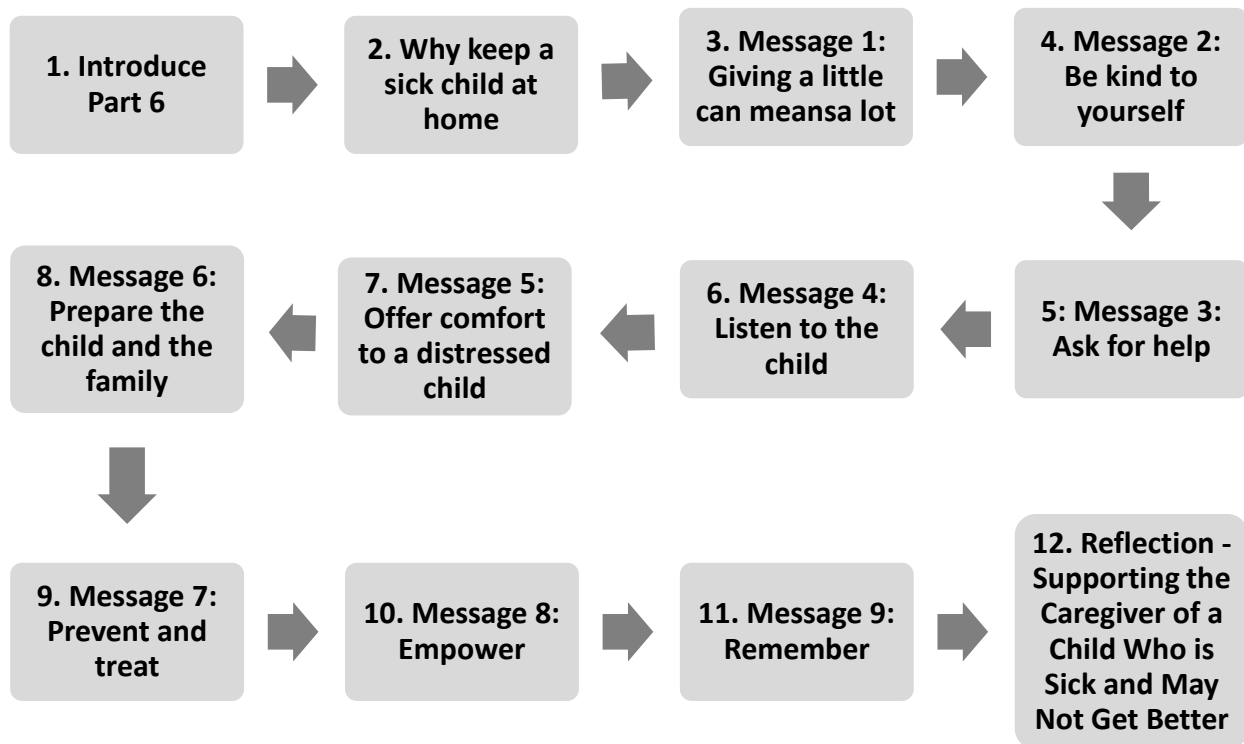 1. Introduce
Part 6
2. Why keep a
sick child at
home
3. Message 1:
Giving a little
can meansa lot
4. Message 2:
Be kind to
yourself
5: Message 3:
Ask for help
6. Message 4:
Listen to the
child
7. Message 5:
Offer comfort
to a distressed
child
8. Message 6:
Prepare the
child and the
family
9. Message 7:
Prevent and
treat
10. Message 8:
Empower
11. Message 9:
Remember
12. Reflection -
Supporting the
Caregiver of a
Child Who is
Sick and May
Not Get Better